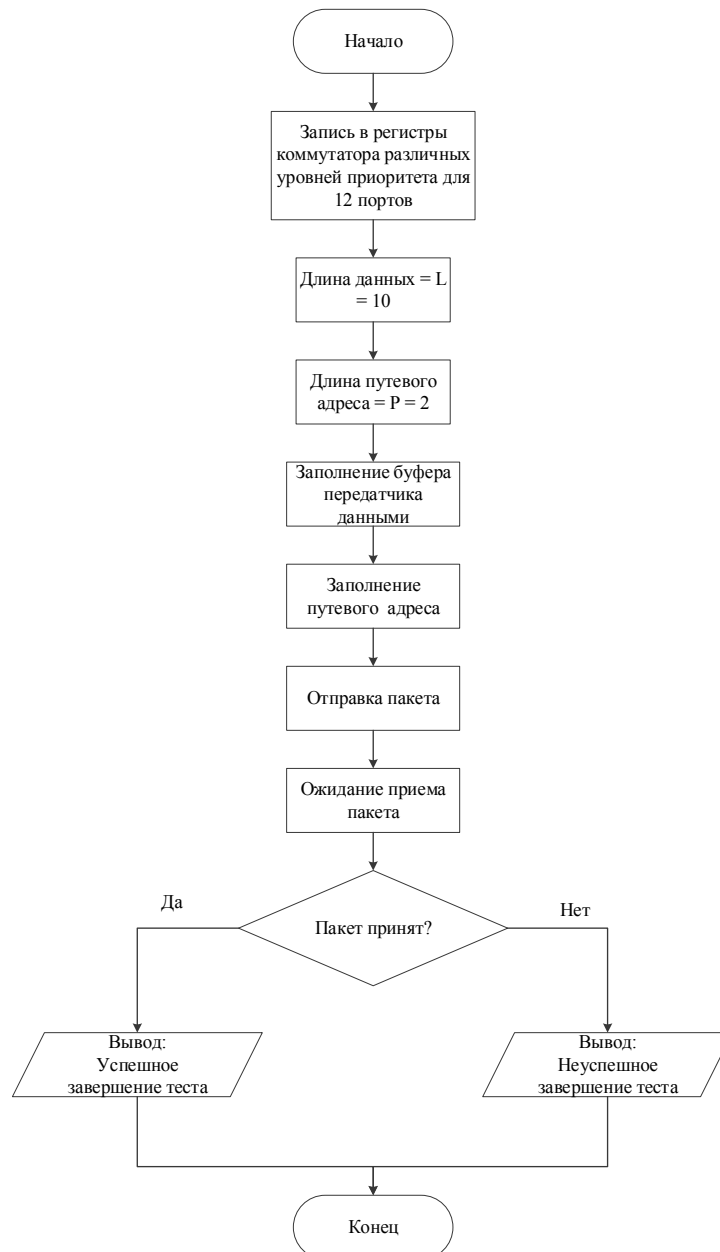 Начало
Запись в регистры
коммутатора различных
уровней приоритета для
12 портов
Длина данных = L
= 10
Длина путевого
адреса = P = 2
Заполнение буфера
передатчика
данными
Заполнение
путевого адреса
Отправка пакета
Ожидание приема
пакета
Пакет принят?
Да
Нет
Вывод:
Успешное
завершение теста
Вывод:
Неуспешное
завершение теста
Конец